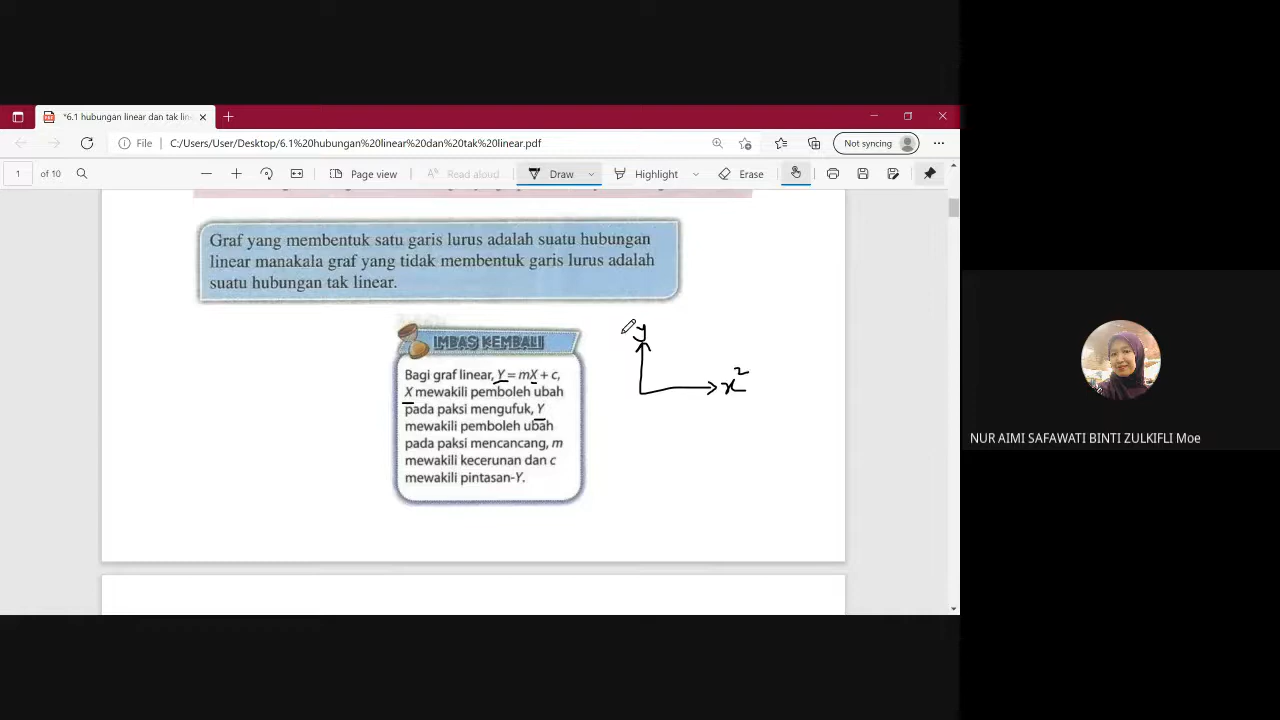 *6.1 hubungan linear dan tak lin
File
C:/Users/User/Desktop/6.1%20hubungan%20linear%20dan%20tak%20linear.pdf
Not syncing
1 of 10
Page view
Read aloud
Draw
Highlight
Erase
Graf yang membentuk satu garis lurus adalah suatu hubungan
linear manakala graf yang tidak membentuk garis lurus adalah
suatu hubungan tak linear.
IMBAS KEMBALI
Bagi graf linear, Y = mX + c,
X mewakili pemboleh ubah
pada paksi mengufuk, Y
mewakili pemboleh ubah
pada paksi mencancang, m
mewakili kecerunan dan c
mewakili pintasan-Y.
y
x²
NUR AIMI SAFAWATI BINTI ZULKIFLI Moe